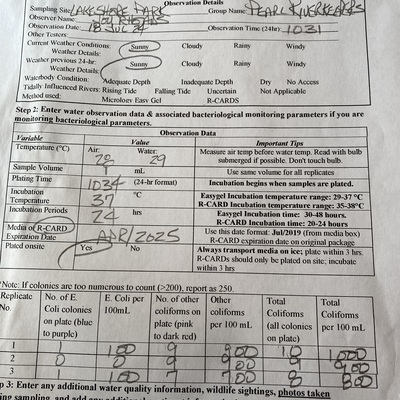 Observation Details
Sampling Site: LAKESHORE PARK Group Name: PEARL RIVERKEEPERS
Observer Name:
Observation Date: 18 JUL 24 Observation Time (24hr) 1031
Other Testers:
Current Weather Conditions: Sunny Cloudy Rainy Windy
Weather Details:
Weather previous 24-hr: Sunny Cloudy Rainy Windy
Weather Details:
Waterbody Condition: Adequate Depth Inadequate Depth Dry No Access
Tidally Influenced Rivers: Rising Tide Falling Tide Uncertain Not Applicable
Method used: Micrology Easy Gel R-CARDS
Step 2: Enter water observation data & associated bacteriological monitoring parameters if you are
monitoring bacteriological parameters.
Observation Data
Variable Value Important Tips
Temperature (°C) Air: 28 Water: 29 Measure air temp before water temp. Read with bulb
submerged if possible. Don't touch bulb.
Sample Volume 1 mL Use same volume for all replicates
Plating Time 1034 (24-hr format) Incubation begins when samples are plated.
Incubation Temperature 37 °C Easygel Incubation temperature range: 29-37 °C
R-CARD Incubation temperature range: 35-38°C
Incubation Periods 24 hrs Easygel Incubation time: 30-48 hours.
R-CARD Incubation time: 20-24 hours
Media or R-CARD Expiration Date APR/2025 Use this date format: Jul/2019 (from media box)
R-CARD expiration date on original package
Plated onsite Yes No Always transport media on ice; plate within 3 hrs.
R-CARDs should only be plated on site; incubate
within 3 hrs
*Note: If colonies are too numerous to count (>200), report as 250.
Replicate No. No. of E. Coli colonies on plate (blue to purple) E. Coli per 100mL No. of other coliforms on plate (pink to dark red) Other coliforms per 100 mL Total Coliforms (all colonies on plate) Total Coliforms per 100 mL
1 1 100 9 900 10 1,000
2 0 0 9 900 9 900
3 1 100 7 700 8 800
Step 3: Enter any additional water quality information, wildlife sightings, photos taken